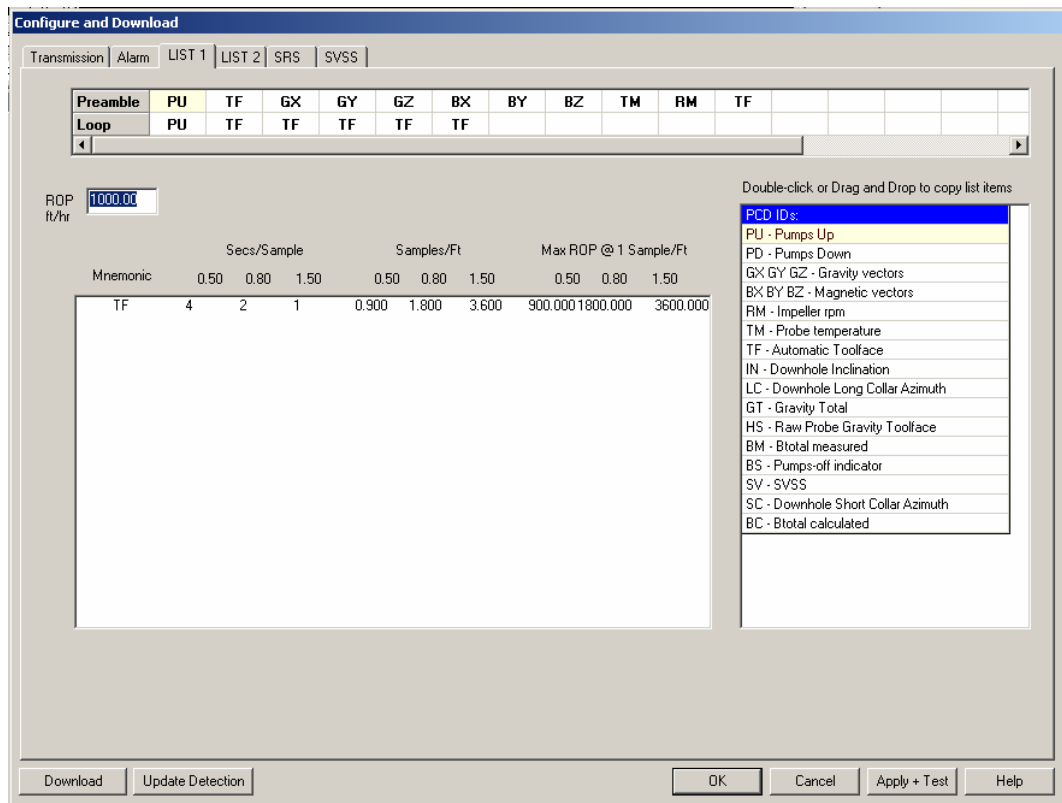 Configure and Download
Transmission Alarm LIST 1 LIST 2 SRS SVSS
Preamble PU TF GX GY GZ BX BY BZ TM RM TF
Loop PU TF TF TF TF TF
ROP ft/hr 1000.00
Secs/Sample Samples/Ft Max ROP @ 1 Sample/Ft
Mnemonic 0.50 0.80 1.50 0.50 0.80 1.50 0.50 0.80 1.50
TF 4 2 1 0.900 1.800 3.600 900.000 1800.000 3600.000
Double-click or Drag and Drop to copy list items
PCD IDs:
PU - Pumps Up
PD - Pumps Down
GX GY GZ - Gravity vectors
BX BY BZ - Magnetic vectors
RM - Impeller rpm
TM - Probe temperature
TF - Automatic Toolface
IN - Downhole Inclination
LC - Downhole Long Collar Azimuth
GT - Gravity Total
HS - Raw Probe Gravity Toolface
BM - Btotal measured
BS - Pumps-off indicator
SV - SVSS
SC - Downhole Short Collar Azimuth
BC - Btotal calculated
Download Update Detection OK Cancel Apply + Test Help